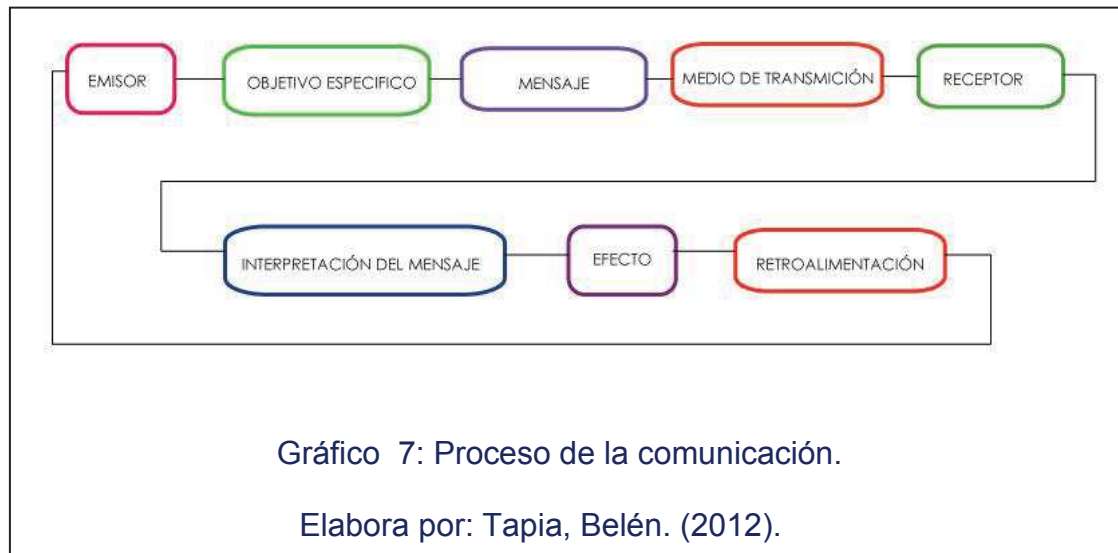 EMISOR
OBJETIVO ESPECIFICO
MENSAJE
MEDIO DE TRANSMICIÓN
RECEPTOR
INTERPRETACIÓN DEL MENSAJE
EFECTO
RETROALIMENTACIÓN
Gráfico 7: Proceso de la comunicación.
Elabora por: Tapia, Belén. (2012).